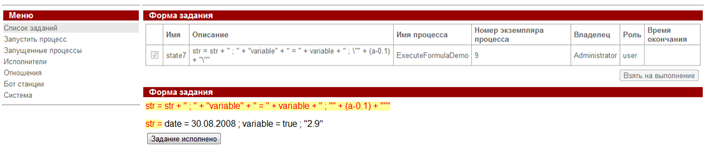 Меню
Список заданий
Запустить процесс
Запущенные процессы
Исполнители
Отношения
Бот станции
Система
Форма задания
Имя Описание Имя процесса Номер экземпляра процесса Владелец Роль Время окончания
state7 str = str + " ; " + "variable" + " = " + variable + " ; \"" + (a-0.1) + "\"" ExecuteFormulaDemo 9 Administrator user
Взять на выполнение
Форма задания
str = str + " ; " + "variable" + " = " + variable + " ; "" + (a-0.1) + """
str = date = 30.08.2008 ; variable = true ; "2.9"
Задание исполнено